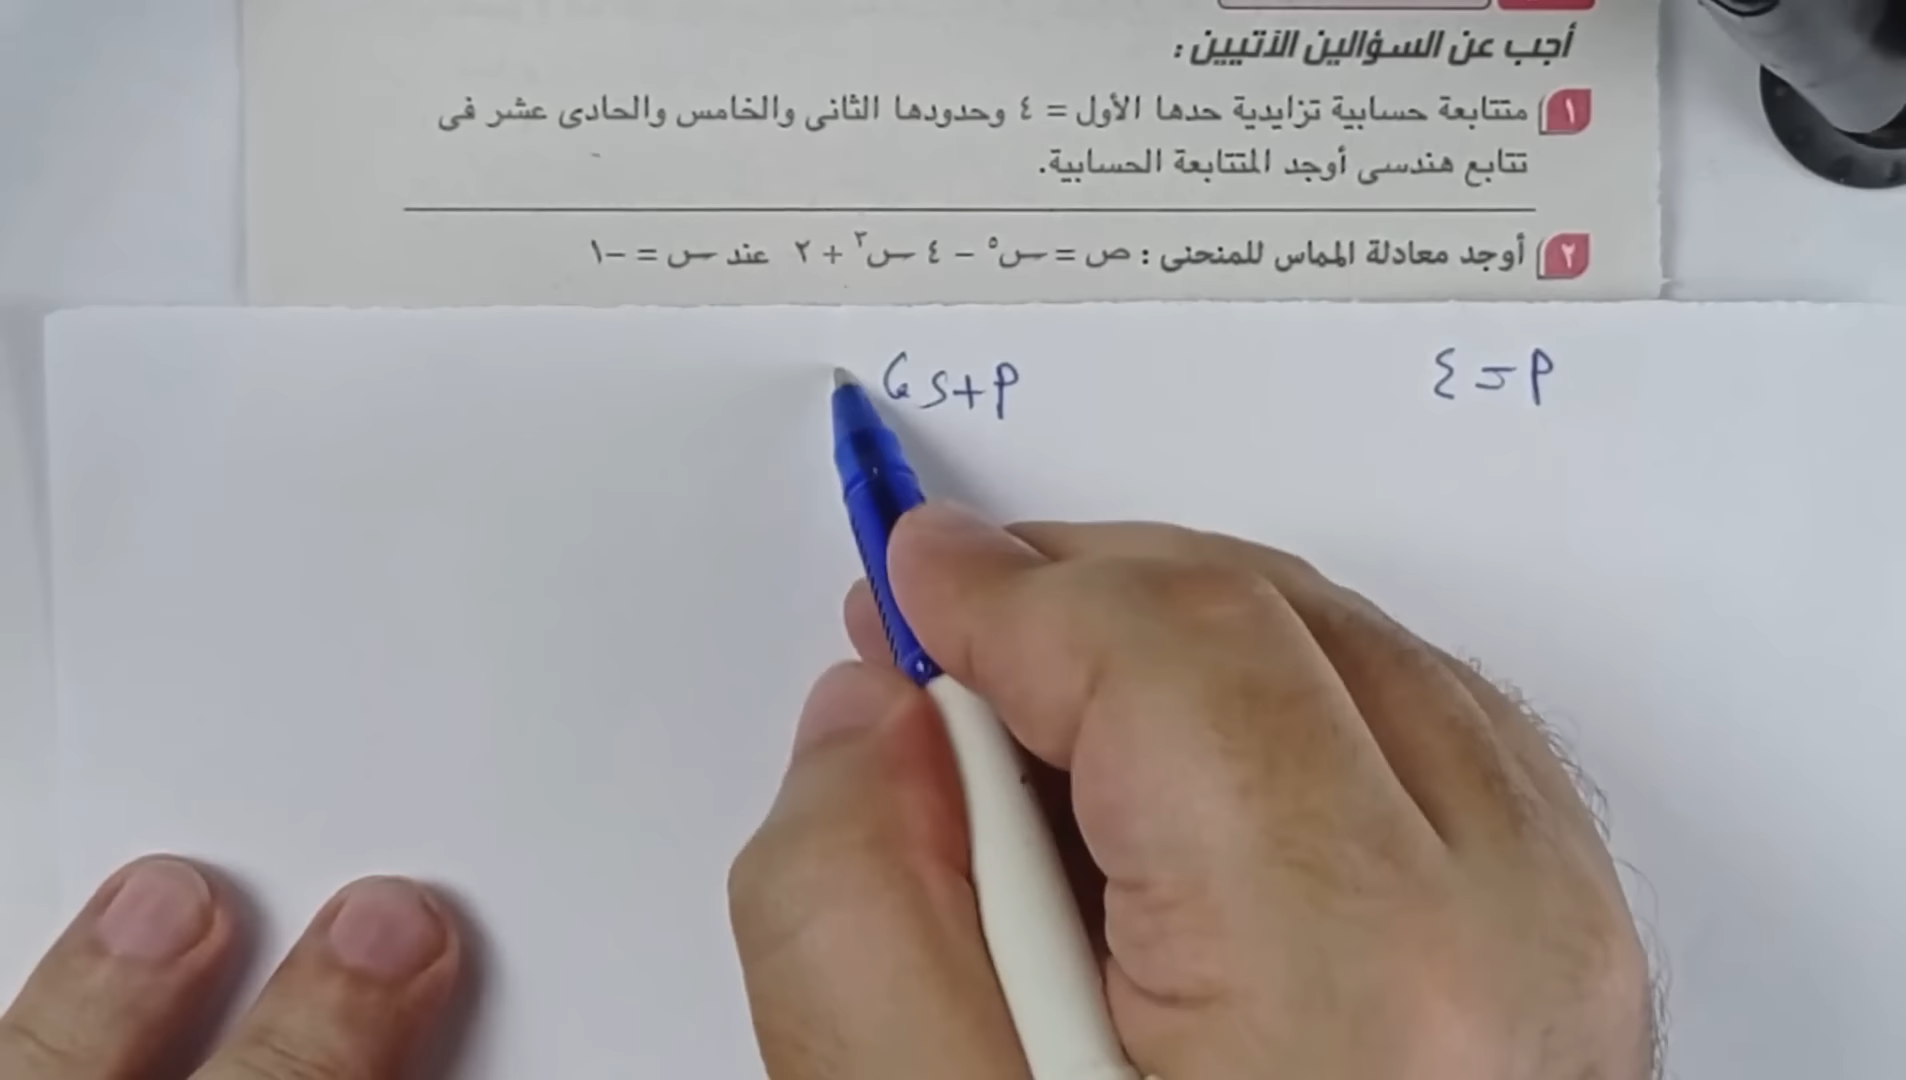 أجب عن السؤالين الآتيين :
١ متتابعة حسابية تزايدية حدها الأول = ٤ وحدودها الثانى والخامس والحادى عشر فى
تتابع هندسى أوجد المتتابعة الحسابية.
٢ أوجد معادلة المماس للمنحنى : ص = س٥ – ٤ س٣ + ٢ عند س = –١
م = ٤
م + د ،